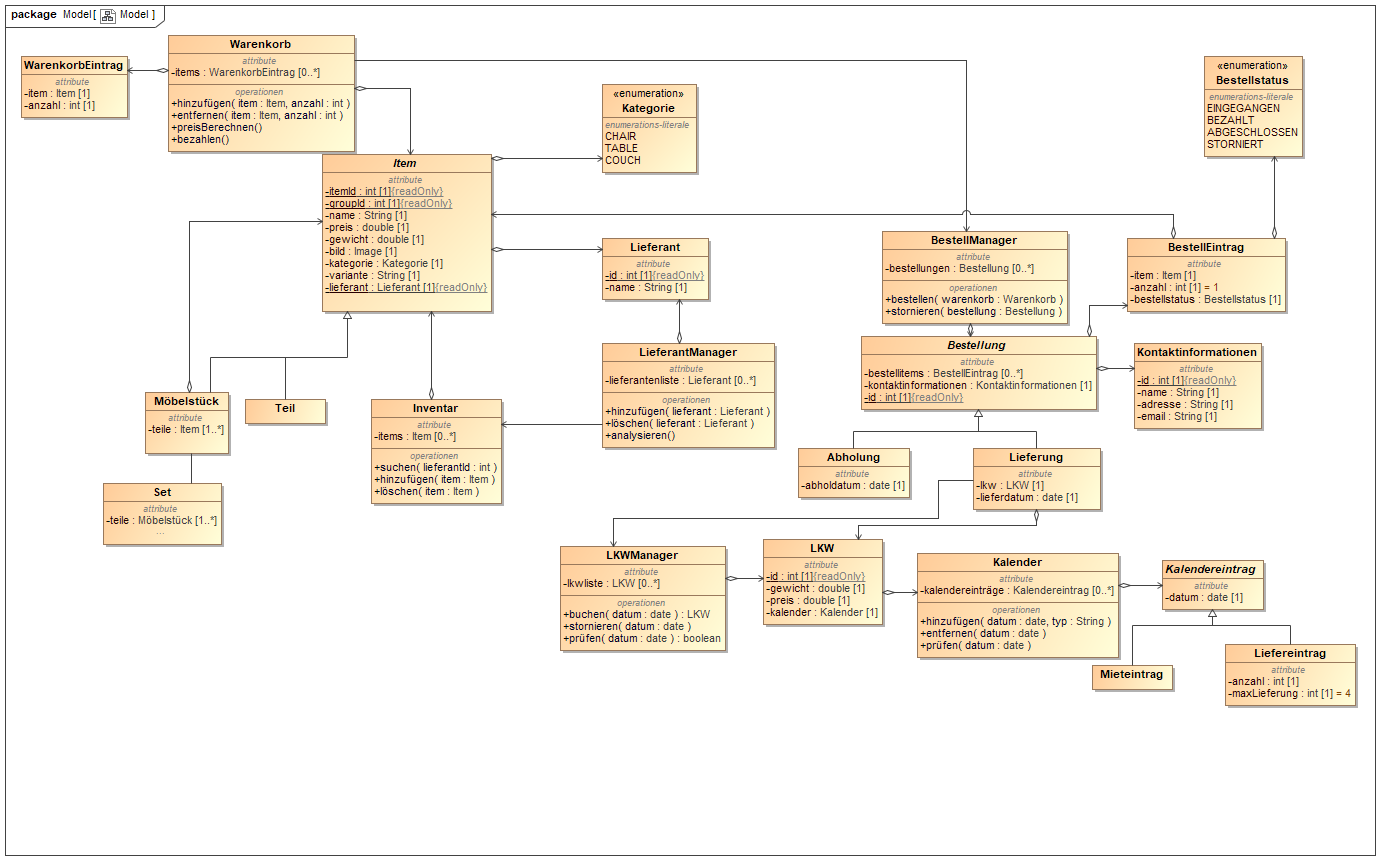 package Model [ Model ]
WarenkorbEintrag
attribute
-item : Item [1]
-anzahl : int [1]
Warenkorb
attribute
-items : WarenkorbEintrag [0..*]
operationen
+hinzufügen( item : Item, anzahl : int )
+entfernen( item : Item, anzahl : int )
+preisBerechnen()
+bezahlen()
«enumeration»
Kategorie
enumerations-literale
CHAIR
TABLE
COUCH
«enumeration»
Bestellstatus
enumerations-literale
EINGEGANGEN
BEZAHLT
ABGESCHLOSSEN
STORNIERT
Item
attribute
-itemId : int [1]{readOnly}
-groupId : int [1]{readOnly}
-name : String [1]
-preis : double [1]
-gewicht : double [1]
-bild : Image [1]
-kategorie : Kategorie [1]
-variante : String [1]
-lieferant : Lieferant [1]{readOnly}
Lieferant
attribute
-id : int [1]{readOnly}
-name : String [1]
BestellManager
attribute
-bestellungen : Bestellung [0..*]
operationen
+bestellen( warenkorb : Warenkorb )
+stornieren( bestellung : Bestellung )
BestellEintrag
attribute
-item : Item [1]
-anzahl : int [1] = 1
-bestellstatus : Bestellstatus [1]
LieferantManager
attribute
-lieferantenliste : Lieferant [0..*]
operationen
+hinzufügen( lieferant : Lieferant )
+löschen( lieferant : Lieferant )
+analysieren()
Bestellung
attribute
-bestellitems : BestellEintrag [0..*]
-kontaktinformationen : Kontaktinformationen [1]
-id : int [1]{readOnly}
Kontaktinformationen
attribute
-id : int [1]{readOnly}
-name : String [1]
-adresse : String [1]
-email : String [1]
Möbelstück
attribute
-teile : Item [1..*]
Teil
Inventar
attribute
-items : Item [0..*]
operationen
+suchen( lieferantId : int )
+hinzufügen( item : Item )
+löschen( item : Item )
Abholung
attribute
-abholdatum : date [1]
Lieferung
attribute
-lkw : LKW [1]
-lieferdatum : date [1]
Set
attribute
-teile : Möbelstück [1..*]
...
LKWManager
attribute
-lkwliste : LKW [0..*]
operationen
+buchen( datum : date ) : LKW
+stornieren( datum : date )
+prüfen( datum : date ) : boolean
LKW
attribute
-id : int [1]{readOnly}
-gewicht : double [1]
-preis : double [1]
-kalender : Kalender [1]
Kalender
attribute
-kalendereinträge : Kalendereintrag [0..*]
operationen
+hinzufügen( datum : date, typ : String )
+entfernen( datum : date )
+prüfen( datum : date )
Kalendereintrag
attribute
-datum : date [1]
Mieteintrag
Liefereintrag
attribute
-anzahl : int [1]
-maxLieferung : int [1] = 4